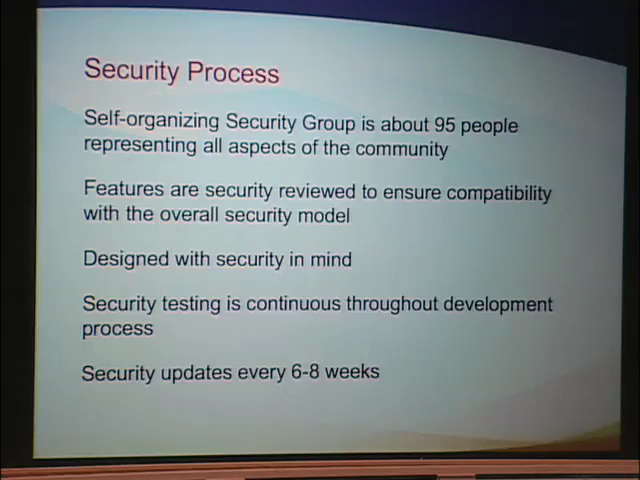 Security Process
Self-organizing Security Group is about 95 people
representing all aspects of the community
Features are security reviewed to ensure compatibility
with the overall security model
Designed with security in mind
Security testing is continuous throughout development
process
Security updates every 6-8 weeks